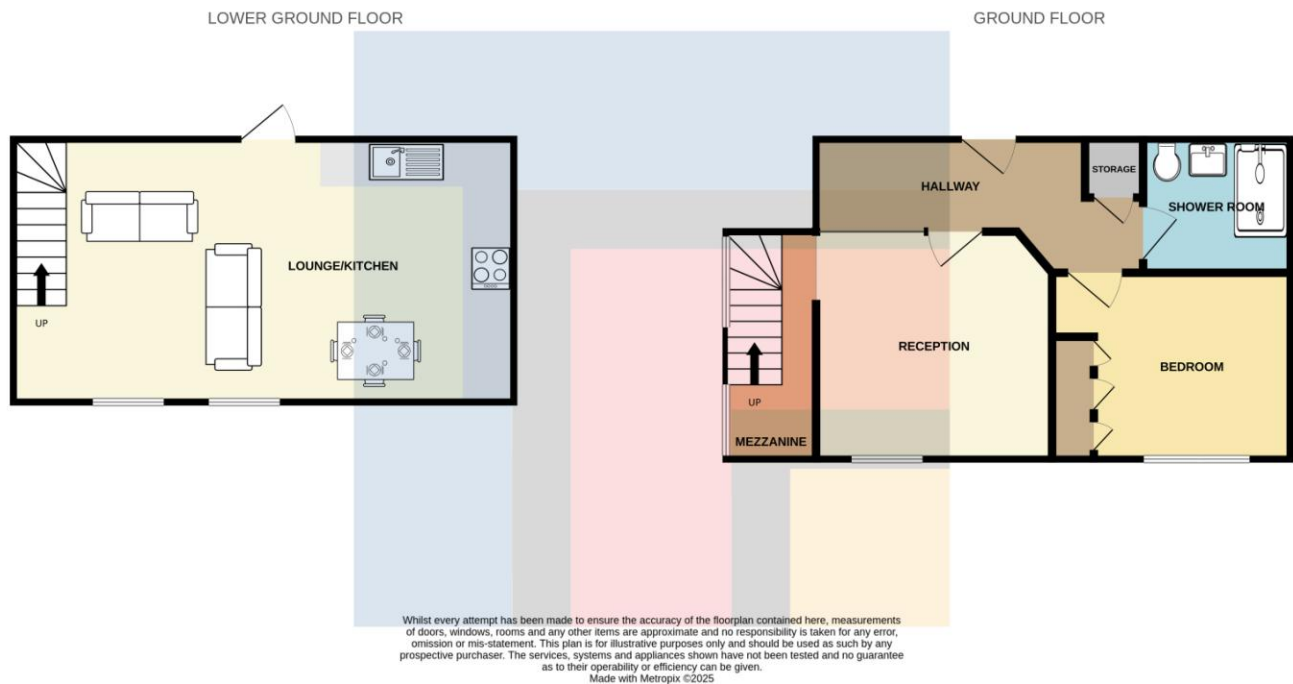 LOWER GROUND FLOOR
GROUND FLOOR
UP
LOUNGE/KITCHEN
HALLWAY
STORAGE
SHOWER ROOM
RECEPTION
BEDROOM
UP
MEZZANINE
Whilst every attempt has been made to ensure the accuracy of the floorplan contained here, measurements
of doors, windows, rooms and any other items are approximate and no responsibility is taken for any error,
omission or mis-statement. This plan is for illustrative purposes only and should be used as such by any
prospective purchaser. The services, systems and appliances shown have not been tested and no guarantee
as to their operability or efficiency can be given.
Made with Metropix ©2025